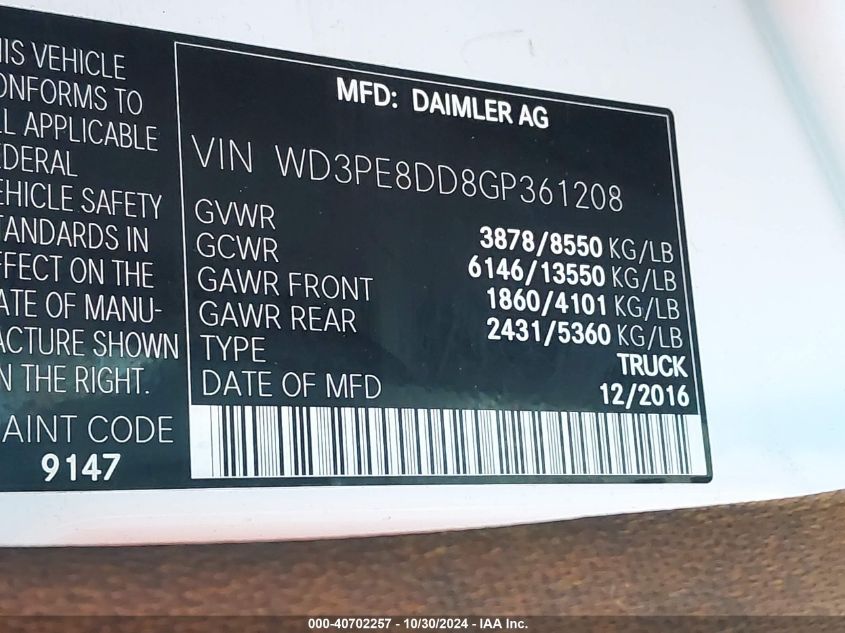 HIS VEHICLE
ONFORMS TO
LL APPLICABLE
EDERAL
EHICLE SAFETY
TANDARDS IN
FFECT ON THE
ATE OF MANU-
ACTURE SHOWN
N THE RIGHT.
AINT CODE
9147
MFD: DAIMLER AG
VIN WD3PE8DD8GP361208
GVWR 3878/8550 KG/LB
GCWR 6146/13550 KG/LB
GAWR FRONT 1860/4101 KG/LB
GAWR REAR 2431/5360 KG/LB
TYPE TRUCK
DATE OF MFD 12/2016
000-40702257 - 10/30/2024 - IAA Inc.